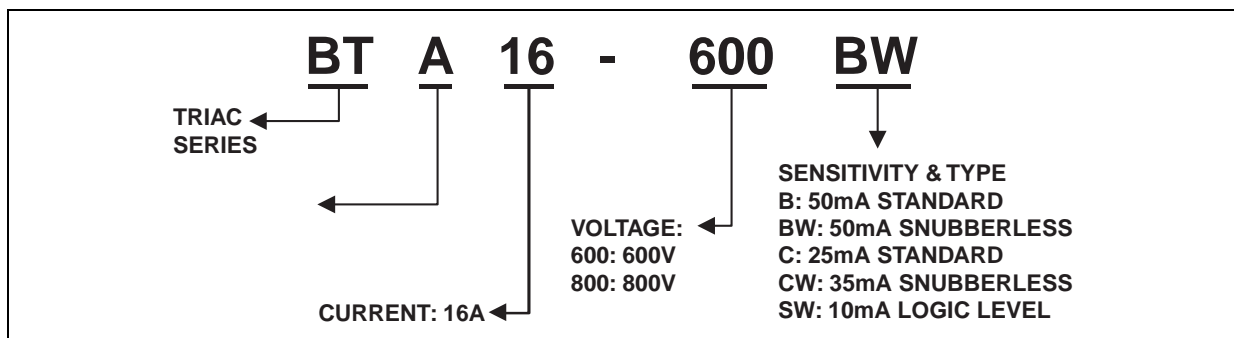 BT A 16 - 600 BW
TRIAC
SERIES
VOLTAGE:
600: 600V
800: 800V
CURRENT: 16A
SENSITIVITY & TYPE
B: 50mA STANDARD
BW: 50mA SNUBBERLESS
C: 25mA STANDARD
CW: 35mA SNUBBERLESS
SW: 10mA LOGIC LEVEL